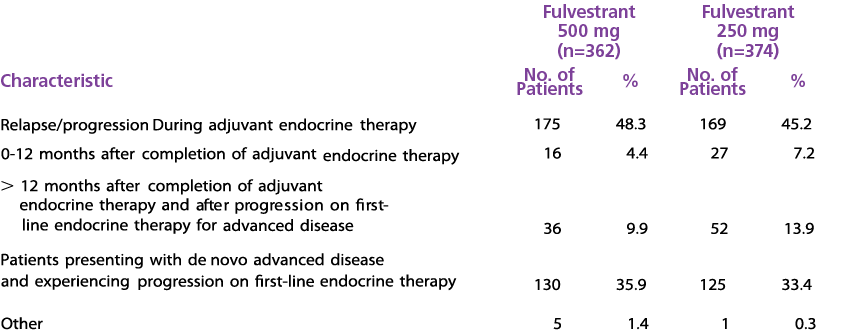 Fulvestrant Fulvestrant
500 mg 250 mg
(n=362) (n=374)
Characteristic No. of Patients % No. of Patients %
Relapse/progression During adjuvant endocrine therapy 175 48.3 169 45.2
0-12 months after completion of adjuvant endocrine therapy 16 4.4 27 7.2
> 12 months after completion of adjuvant
endocrine therapy and after progression on first-
line endocrine therapy for advanced disease 36 9.9 52 13.9
Patients presenting with de novo advanced disease
and experiencing progression on first-line endocrine therapy 130 35.9 125 33.4
Other 5 1.4 1 0.3